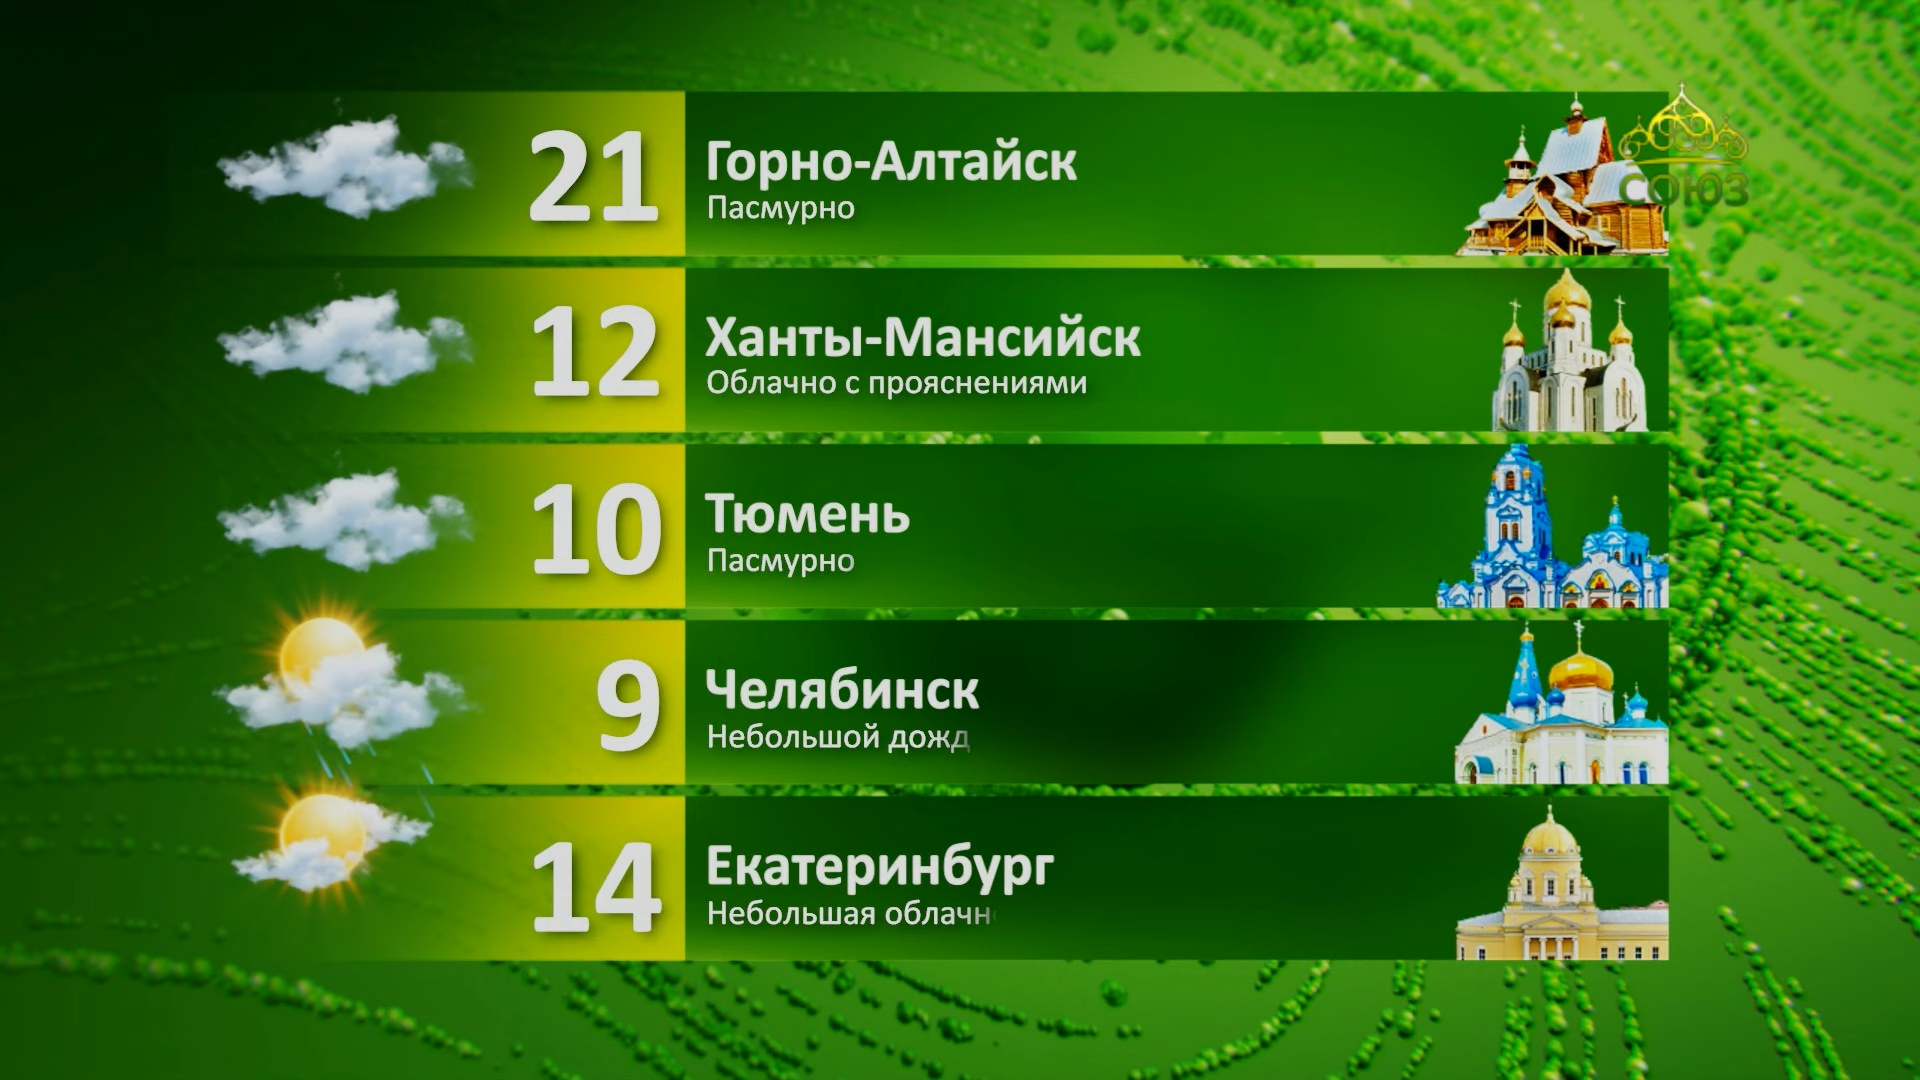 21
Горно-Алтайск
Пасмурно
СОЮЗ
12
Ханты-Мансийск
Облачно с прояснениями
10
Тюмень
Пасмурно
9
Челябинск
Небольшой дожд
14
Екатеринбург
Небольшая облачн